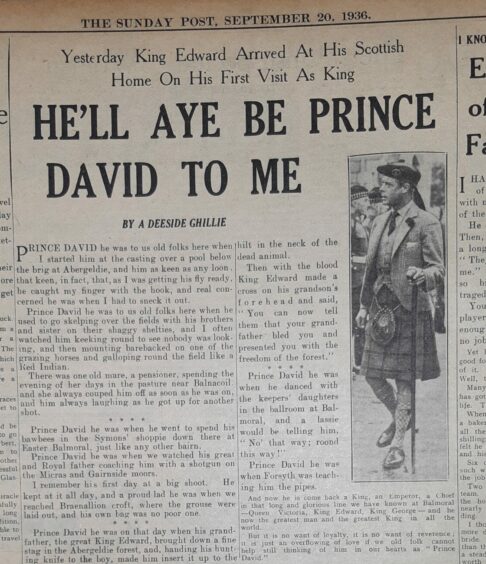 THE SUNDAY POST, SEPTEMBER 20, 1936.
Yesterday King Edward Arrived At His Scottish
Home On His First Visit As King
HE'LL AYE BE PRINCE
DAVID TO ME
BY A DEESIDE GHILLIE
PRINCE DAVID he was to us old folks here when
I started him at the casting over a pool below
the brig at Abergeldie, and him as keen as any loon,
that keen, in fact, that, as I was getting his fly ready,
he caught my finger with the hook, and real con-
cerned he was when I had to sneck it out.
Prince David he was to us old folks here when he
used to go skelping over the fields with his brothers
and sister on their shaggy shelties, and I often
watched him keeking round to see nobody was look-
ing, and then mounting bareback on one of the
grazing horses and galloping round the field like a
Red Indian.
There was one old mare, a pensioner, spending the
evening of her days in the pasture near Balnacoil
and she always couped him off as soon as he was on,
and him always laughing as he got up for another
shot.
* * * *
Prince David he was when he went to spend his
bawbees in the Symons' shoppie down there at
Easter Balmoral, just like any other bairn.
Prince David he was when we watched his great
and Royal father coaching him with a shotgun on
the Micras and Gairnside moors.
I remember his first day at a big shoot. He
kept at it all day, and a proud lad he was when we
reached Braenallion croft, where the grouse were
laid out, and his own bag was no poor one.
* * * *
Prince David he was on that day when his grand-
father, the great King Edward, brought down a fine
stag in the Abergeldie forest, and, handing his hunt-
ing knife to the boy, made him insert it up to the
hilt in the neck of the
dead animal.
Then with the blood
King Edward made a
cross on his grandson's
forehead and said,
"You can now tell
them that your grand-
father bled you and
presented you with the
freedom of the forest."
* * * *
Prince David he was
when he danced with
the keepers' daughters
in the ballroom at Bal-
moral, and a lassie
would be telling him,
"No' that way; round
this way!"
Prince David he was
when Forsyth was teach-
ing him the pipes.
And now he is come back a King, an Emperor, a Chief
in that long and glorious line we have known at Balmoral
—Queen Victoria, King Edward, King George—and he
now the greatest man and the greatest King in all the
world.
But it is no want of loyalty, it is no want of reverence;
it is just an overflowing of love if we old folk cannot
help still thinking of him in our hearts as "Prince
David."
I KNO